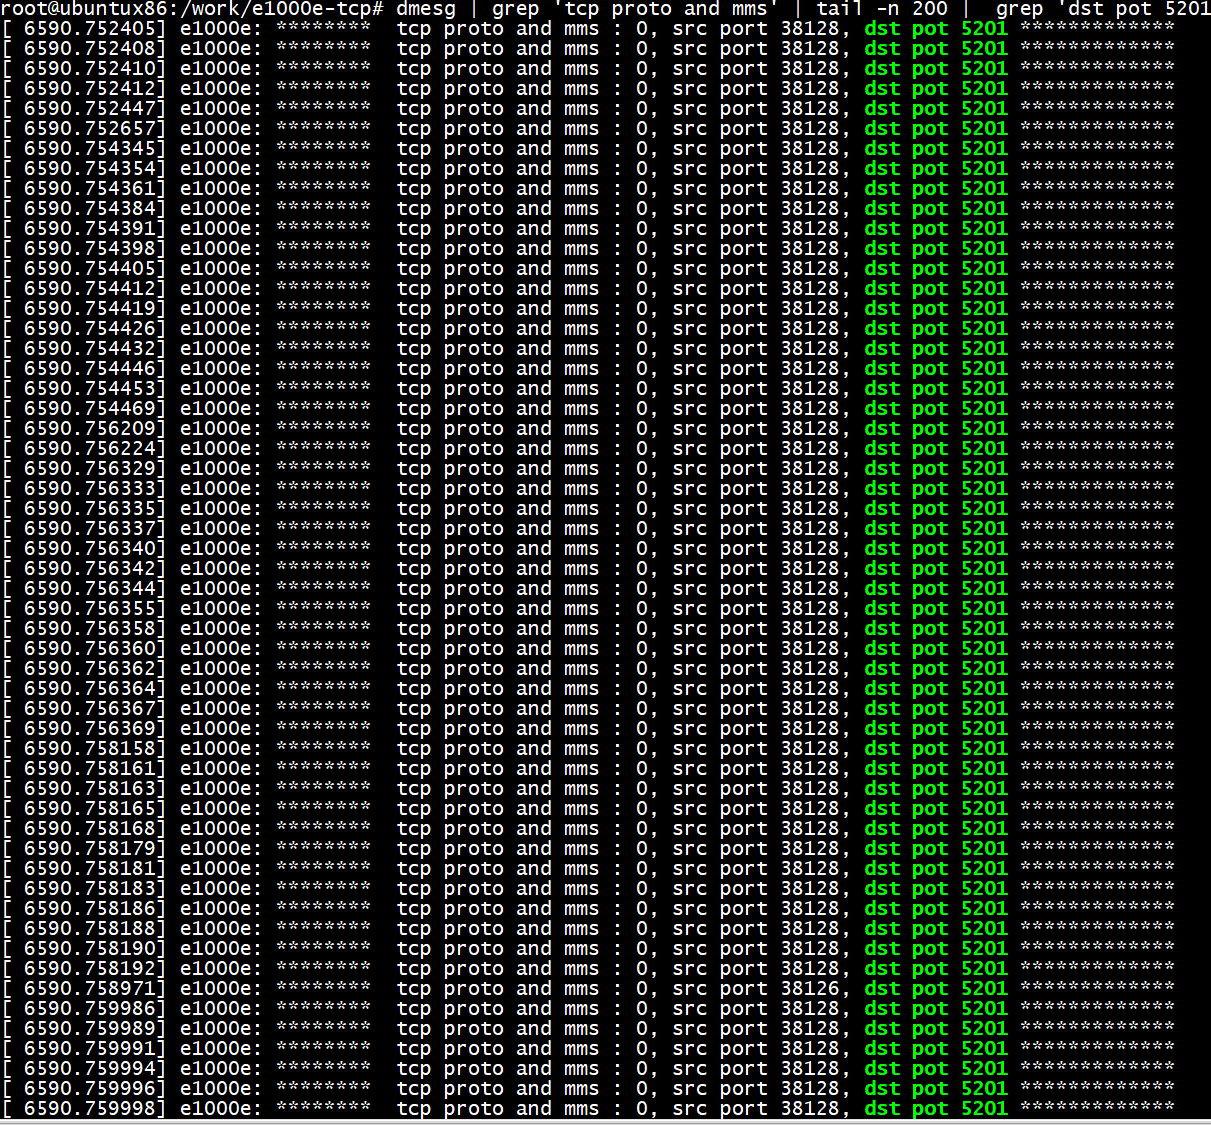 root@ubuntux86:/work/e1000e-tcp# dmesg | grep 'tcp proto and mms' | tail -n 200 |  grep 'dst pot 5201
[ 6590.752405] e1000e: ********  tcp proto and mms : 0, src port 38128, dst pot 5201 *************
[ 6590.752408] e1000e: ********  tcp proto and mms : 0, src port 38128, dst pot 5201 *************
[ 6590.752410] e1000e: ********  tcp proto and mms : 0, src port 38128, dst pot 5201 *************
[ 6590.752412] e1000e: ********  tcp proto and mms : 0, src port 38128, dst pot 5201 *************
[ 6590.752447] e1000e: ********  tcp proto and mms : 0, src port 38128, dst pot 5201 *************
[ 6590.752657] e1000e: ********  tcp proto and mms : 0, src port 38128, dst pot 5201 *************
[ 6590.754345] e1000e: ********  tcp proto and mms : 0, src port 38128, dst pot 5201 *************
[ 6590.754354] e1000e: ********  tcp proto and mms : 0, src port 38128, dst pot 5201 *************
[ 6590.754361] e1000e: ********  tcp proto and mms : 0, src port 38128, dst pot 5201 *************
[ 6590.754384] e1000e: ********  tcp proto and mms : 0, src port 38128, dst pot 5201 *************
[ 6590.754391] e1000e: ********  tcp proto and mms : 0, src port 38128, dst pot 5201 *************
[ 6590.754398] e1000e: ********  tcp proto and mms : 0, src port 38128, dst pot 5201 *************
[ 6590.754405] e1000e: ********  tcp proto and mms : 0, src port 38128, dst pot 5201 *************
[ 6590.754412] e1000e: ********  tcp proto and mms : 0, src port 38128, dst pot 5201 *************
[ 6590.754419] e1000e: ********  tcp proto and mms : 0, src port 38128, dst pot 5201 *************
[ 6590.754426] e1000e: ********  tcp proto and mms : 0, src port 38128, dst pot 5201 *************
[ 6590.754432] e1000e: ********  tcp proto and mms : 0, src port 38128, dst pot 5201 *************
[ 6590.754446] e1000e: ********  tcp proto and mms : 0, src port 38128, dst pot 5201 *************
[ 6590.754453] e1000e: ********  tcp proto and mms : 0, src port 38128, dst pot 5201 *************
[ 6590.754469] e1000e: ********  tcp proto and mms : 0, src port 38128, dst pot 5201 *************
[ 6590.756209] e1000e: ********  tcp proto and mms : 0, src port 38128, dst pot 5201 *************
[ 6590.756224] e1000e: ********  tcp proto and mms : 0, src port 38128, dst pot 5201 *************
[ 6590.756329] e1000e: ********  tcp proto and mms : 0, src port 38128, dst pot 5201 *************
[ 6590.756333] e1000e: ********  tcp proto and mms : 0, src port 38128, dst pot 5201 *************
[ 6590.756335] e1000e: ********  tcp proto and mms : 0, src port 38128, dst pot 5201 *************
[ 6590.756337] e1000e: ********  tcp proto and mms : 0, src port 38128, dst pot 5201 *************
[ 6590.756340] e1000e: ********  tcp proto and mms : 0, src port 38128, dst pot 5201 *************
[ 6590.756342] e1000e: ********  tcp proto and mms : 0, src port 38128, dst pot 5201 *************
[ 6590.756344] e1000e: ********  tcp proto and mms : 0, src port 38128, dst pot 5201 *************
[ 6590.756355] e1000e: ********  tcp proto and mms : 0, src port 38128, dst pot 5201 *************
[ 6590.756358] e1000e: ********  tcp proto and mms : 0, src port 38128, dst pot 5201 *************
[ 6590.756360] e1000e: ********  tcp proto and mms : 0, src port 38128, dst pot 5201 *************
[ 6590.756362] e1000e: ********  tcp proto and mms : 0, src port 38128, dst pot 5201 *************
[ 6590.756364] e1000e: ********  tcp proto and mms : 0, src port 38128, dst pot 5201 *************
[ 6590.756367] e1000e: ********  tcp proto and mms : 0, src port 38128, dst pot 5201 *************
[ 6590.756369] e1000e: ********  tcp proto and mms : 0, src port 38128, dst pot 5201 *************
[ 6590.758158] e1000e: ********  tcp proto and mms : 0, src port 38128, dst pot 5201 *************
[ 6590.758161] e1000e: ********  tcp proto and mms : 0, src port 38128, dst pot 5201 *************
[ 6590.758163] e1000e: ********  tcp proto and mms : 0, src port 38128, dst pot 5201 *************
[ 6590.758165] e1000e: ********  tcp proto and mms : 0, src port 38128, dst pot 5201 *************
[ 6590.758168] e1000e: ********  tcp proto and mms : 0, src port 38128, dst pot 5201 *************
[ 6590.758179] e1000e: ********  tcp proto and mms : 0, src port 38128, dst pot 5201 *************
[ 6590.758181] e1000e: ********  tcp proto and mms : 0, src port 38128, dst pot 5201 *************
[ 6590.758183] e1000e: ********  tcp proto and mms : 0, src port 38128, dst pot 5201 *************
[ 6590.758186] e1000e: ********  tcp proto and mms : 0, src port 38128, dst pot 5201 *************
[ 6590.758188] e1000e: ********  tcp proto and mms : 0, src port 38128, dst pot 5201 *************
[ 6590.758190] e1000e: ********  tcp proto and mms : 0, src port 38128, dst pot 5201 *************
[ 6590.758192] e1000e: ********  tcp proto and mms : 0, src port 38128, dst pot 5201 *************
[ 6590.758971] e1000e: ********  tcp proto and mms : 0, src port 38126, dst pot 5201 *************
[ 6590.759986] e1000e: ********  tcp proto and mms : 0, src port 38128, dst pot 5201 *************
[ 6590.759989] e1000e: ********  tcp proto and mms : 0, src port 38128, dst pot 5201 *************
[ 6590.759991] e1000e: ********  tcp proto and mms : 0, src port 38128, dst pot 5201 *************
[ 6590.759994] e1000e: ********  tcp proto and mms : 0, src port 38128, dst pot 5201 *************
[ 6590.759996] e1000e: ********  tcp proto and mms : 0, src port 38128, dst pot 5201 *************
[ 6590.759998] e1000e: ********  tcp proto and mms : 0, src port 38128, dst pot 5201 *************